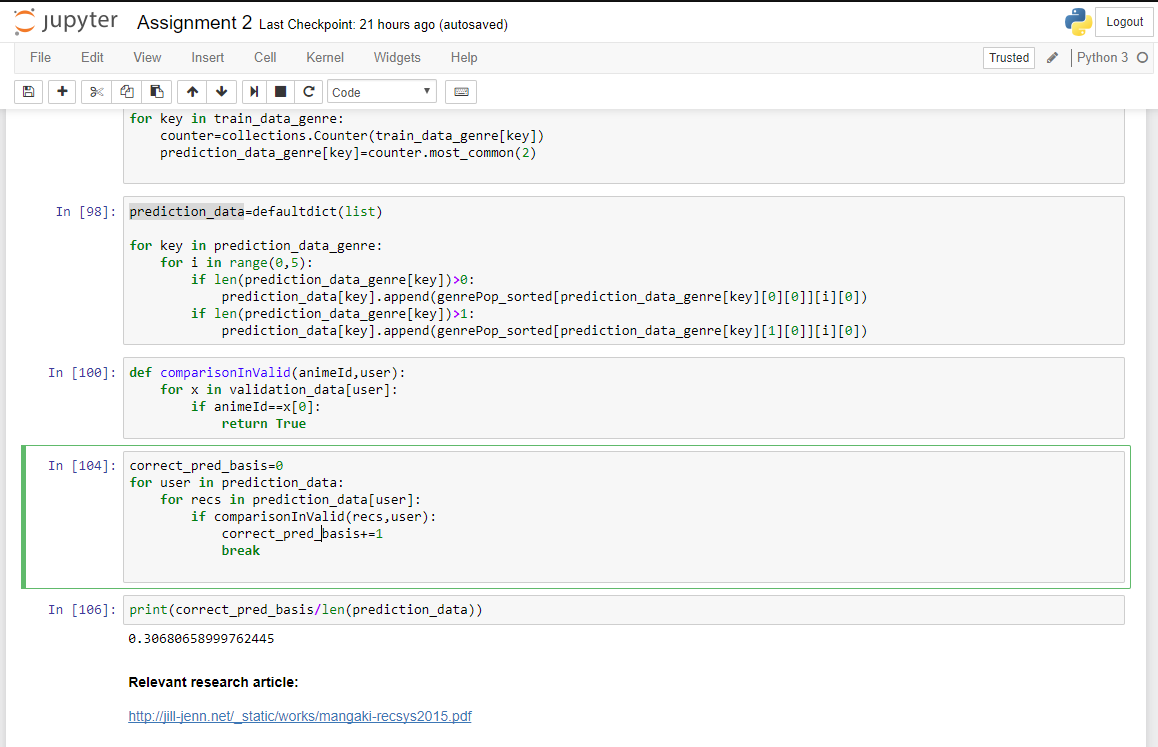 jupyter Assignment 2 Last Checkpoint: 21 hours ago (autosaved) Logout
File Edit View Insert Cell Kernel Widgets Help Trusted Python 3
Code
for key in train_data_genre:
    counter=collections.Counter(train_data_genre[key])
    prediction_data_genre[key]=counter.most_common(2)
In [98]: prediction_data=defaultdict(list)
for key in prediction_data_genre:
    for i in range(0,5):
        if len(prediction_data_genre[key])>0:
            prediction_data[key].append(genrePop_sorted[prediction_data_genre[key][0][0]][i][0])
        if len(prediction_data_genre[key])>1:
            prediction_data[key].append(genrePop_sorted[prediction_data_genre[key][1][0]][i][0])
In [100]: def comparisonInValid(animeId,user):
    for x in validation_data[user]:
        if animeId==x[0]:
            return True
In [104]: correct_pred_basis=0
for user in prediction_data:
    for recs in prediction_data[user]:
        if comparisonInValid(recs,user):
            correct_pred_basis+=1
            break
In [106]: print(correct_pred_basis/len(prediction_data))
0.30680658999762445
Relevant research article:
http://jill-jenn.net/_static/works/mangaki-recsys2015.pdf